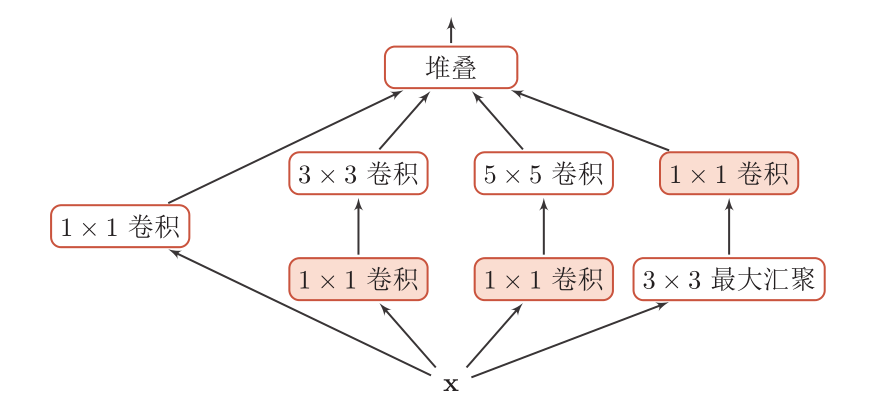 堆叠
3 × 3 卷积
5 × 5 卷积
1 × 1 卷积
1 × 1 卷积
1 × 1 卷积
1 × 1 卷积
3 × 3 最大汇聚
x